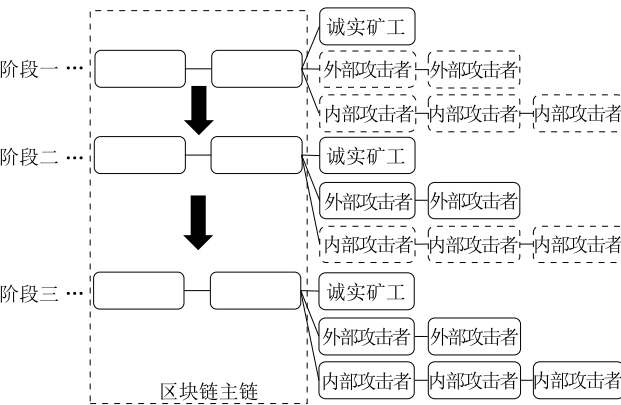 诚实矿工
阶段一 … 外部攻击者 外部攻击者
内部攻击者 内部攻击者 内部攻击者
阶段二 … 诚实矿工
外部攻击者 外部攻击者
内部攻击者 内部攻击者 内部攻击者
阶段三 … 诚实矿工
外部攻击者 外部攻击者
内部攻击者 内部攻击者 内部攻击者
区块链主链